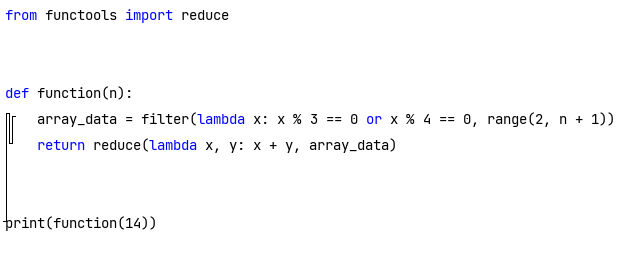 from functools import reduce
def function(n):
    array_data = filter(lambda x: x % 3 == 0 or x % 4 == 0, range(2, n + 1))
    return reduce(lambda x, y: x + y, array_data)
print(function(14))